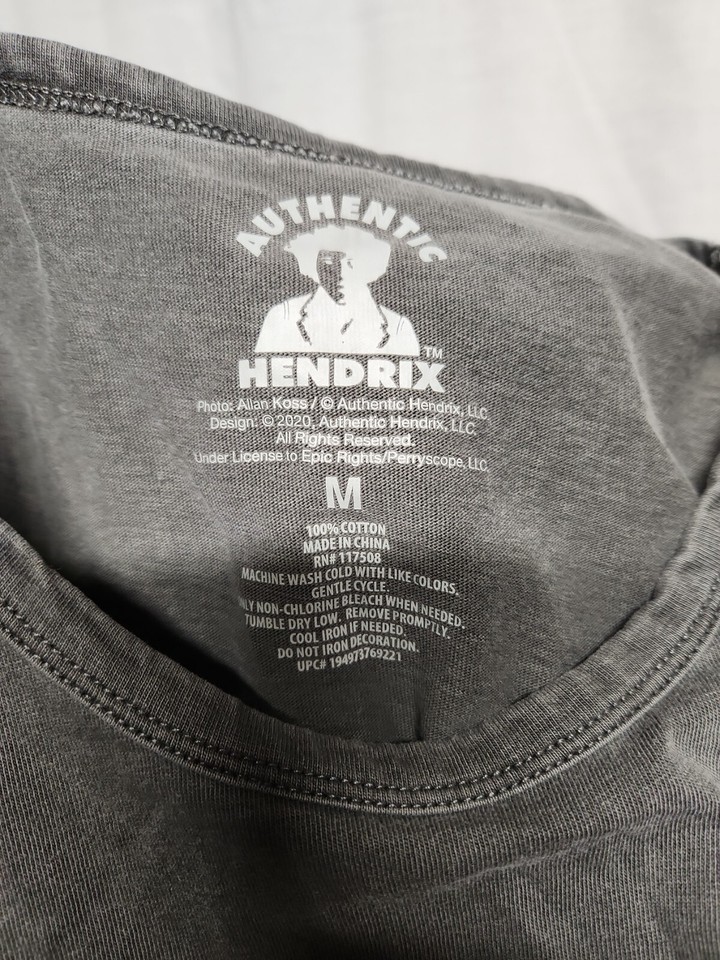 AUTHENTIC
TM
HENDRIX
Photo: Allan Koss / © Authentic Hendrix, LLC
Design: © 2020, Authentic Hendrix, LLC.
All Rights Reserved.
Under License to Epic Rights/Perryscope, LLC
M
100% COTTON
MADE IN CHINA
RN# 117508
MACHINE WASH COLD WITH LIKE COLORS.
GENTLE CYCLE.
NLY NON-CHLORINE BLEACH WHEN NEEDED.
TUMBLE DRY LOW. REMOVE PROMPTLY.
COOL IRON IF NEEDED.
DO NOT IRON DECORATION.
UPC# 194973769221